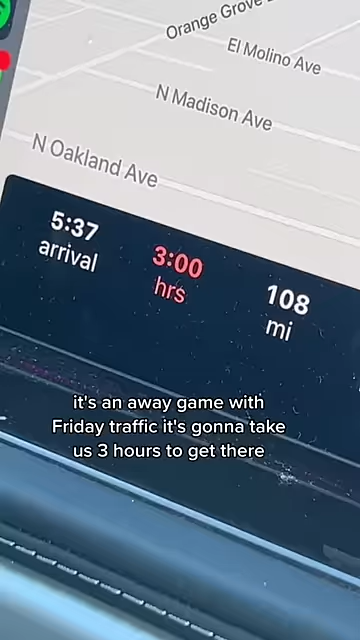 Orange Grove
El Molino Ave
N Madison Ave
N Oakland Ave
5:37
arrival
3:00
hrs
108
mi
it's an away game with
Friday traffic it's gonna take
us 3 hours to get there